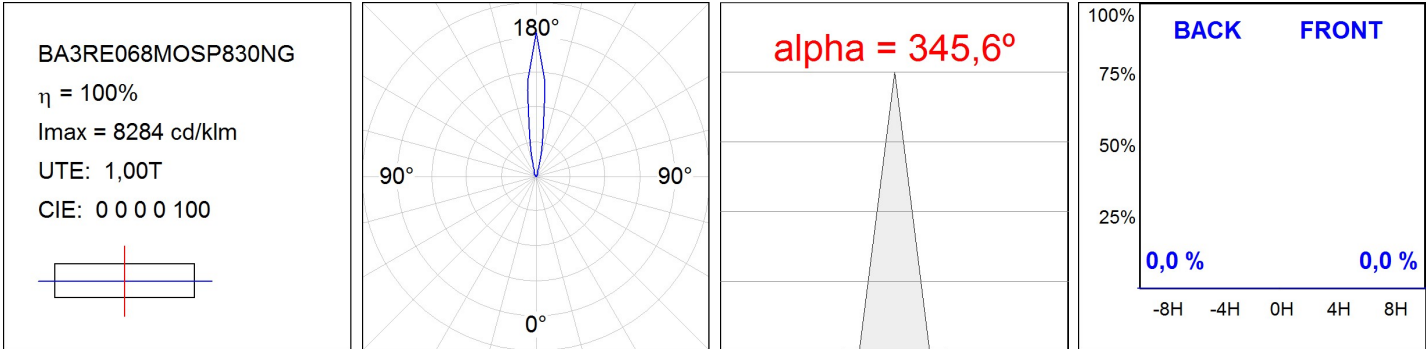 BA3RE068MOSP830NG
η = 100%
Imax = 8284 cd/klm
UTE: 1,00T
CIE: 0 0 0 0 100
180°
90° 90°
0°
alpha = 345,6º
100%
BACK FRONT
75%
50%
25%
0,0 % 0,0 %
-8H -4H 0H 4H 8H